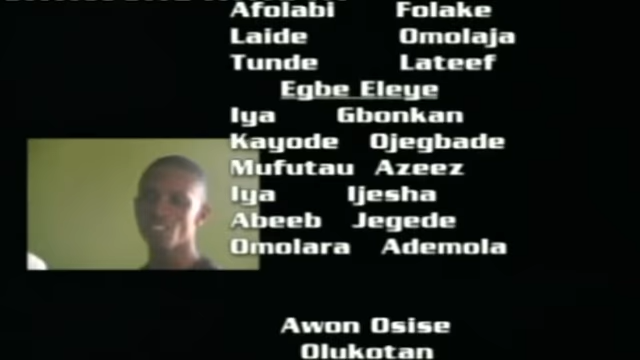 Afolabi Folake
Laide Omolaja
Tunde Lateef
Egbe Eleye
Iya Gbonkan
Kayode Ojegbade
Mufutau Azeez
Iya Ijesha
Abeeb Jegede
Omolara Ademola
Awon Osise
Olukotan